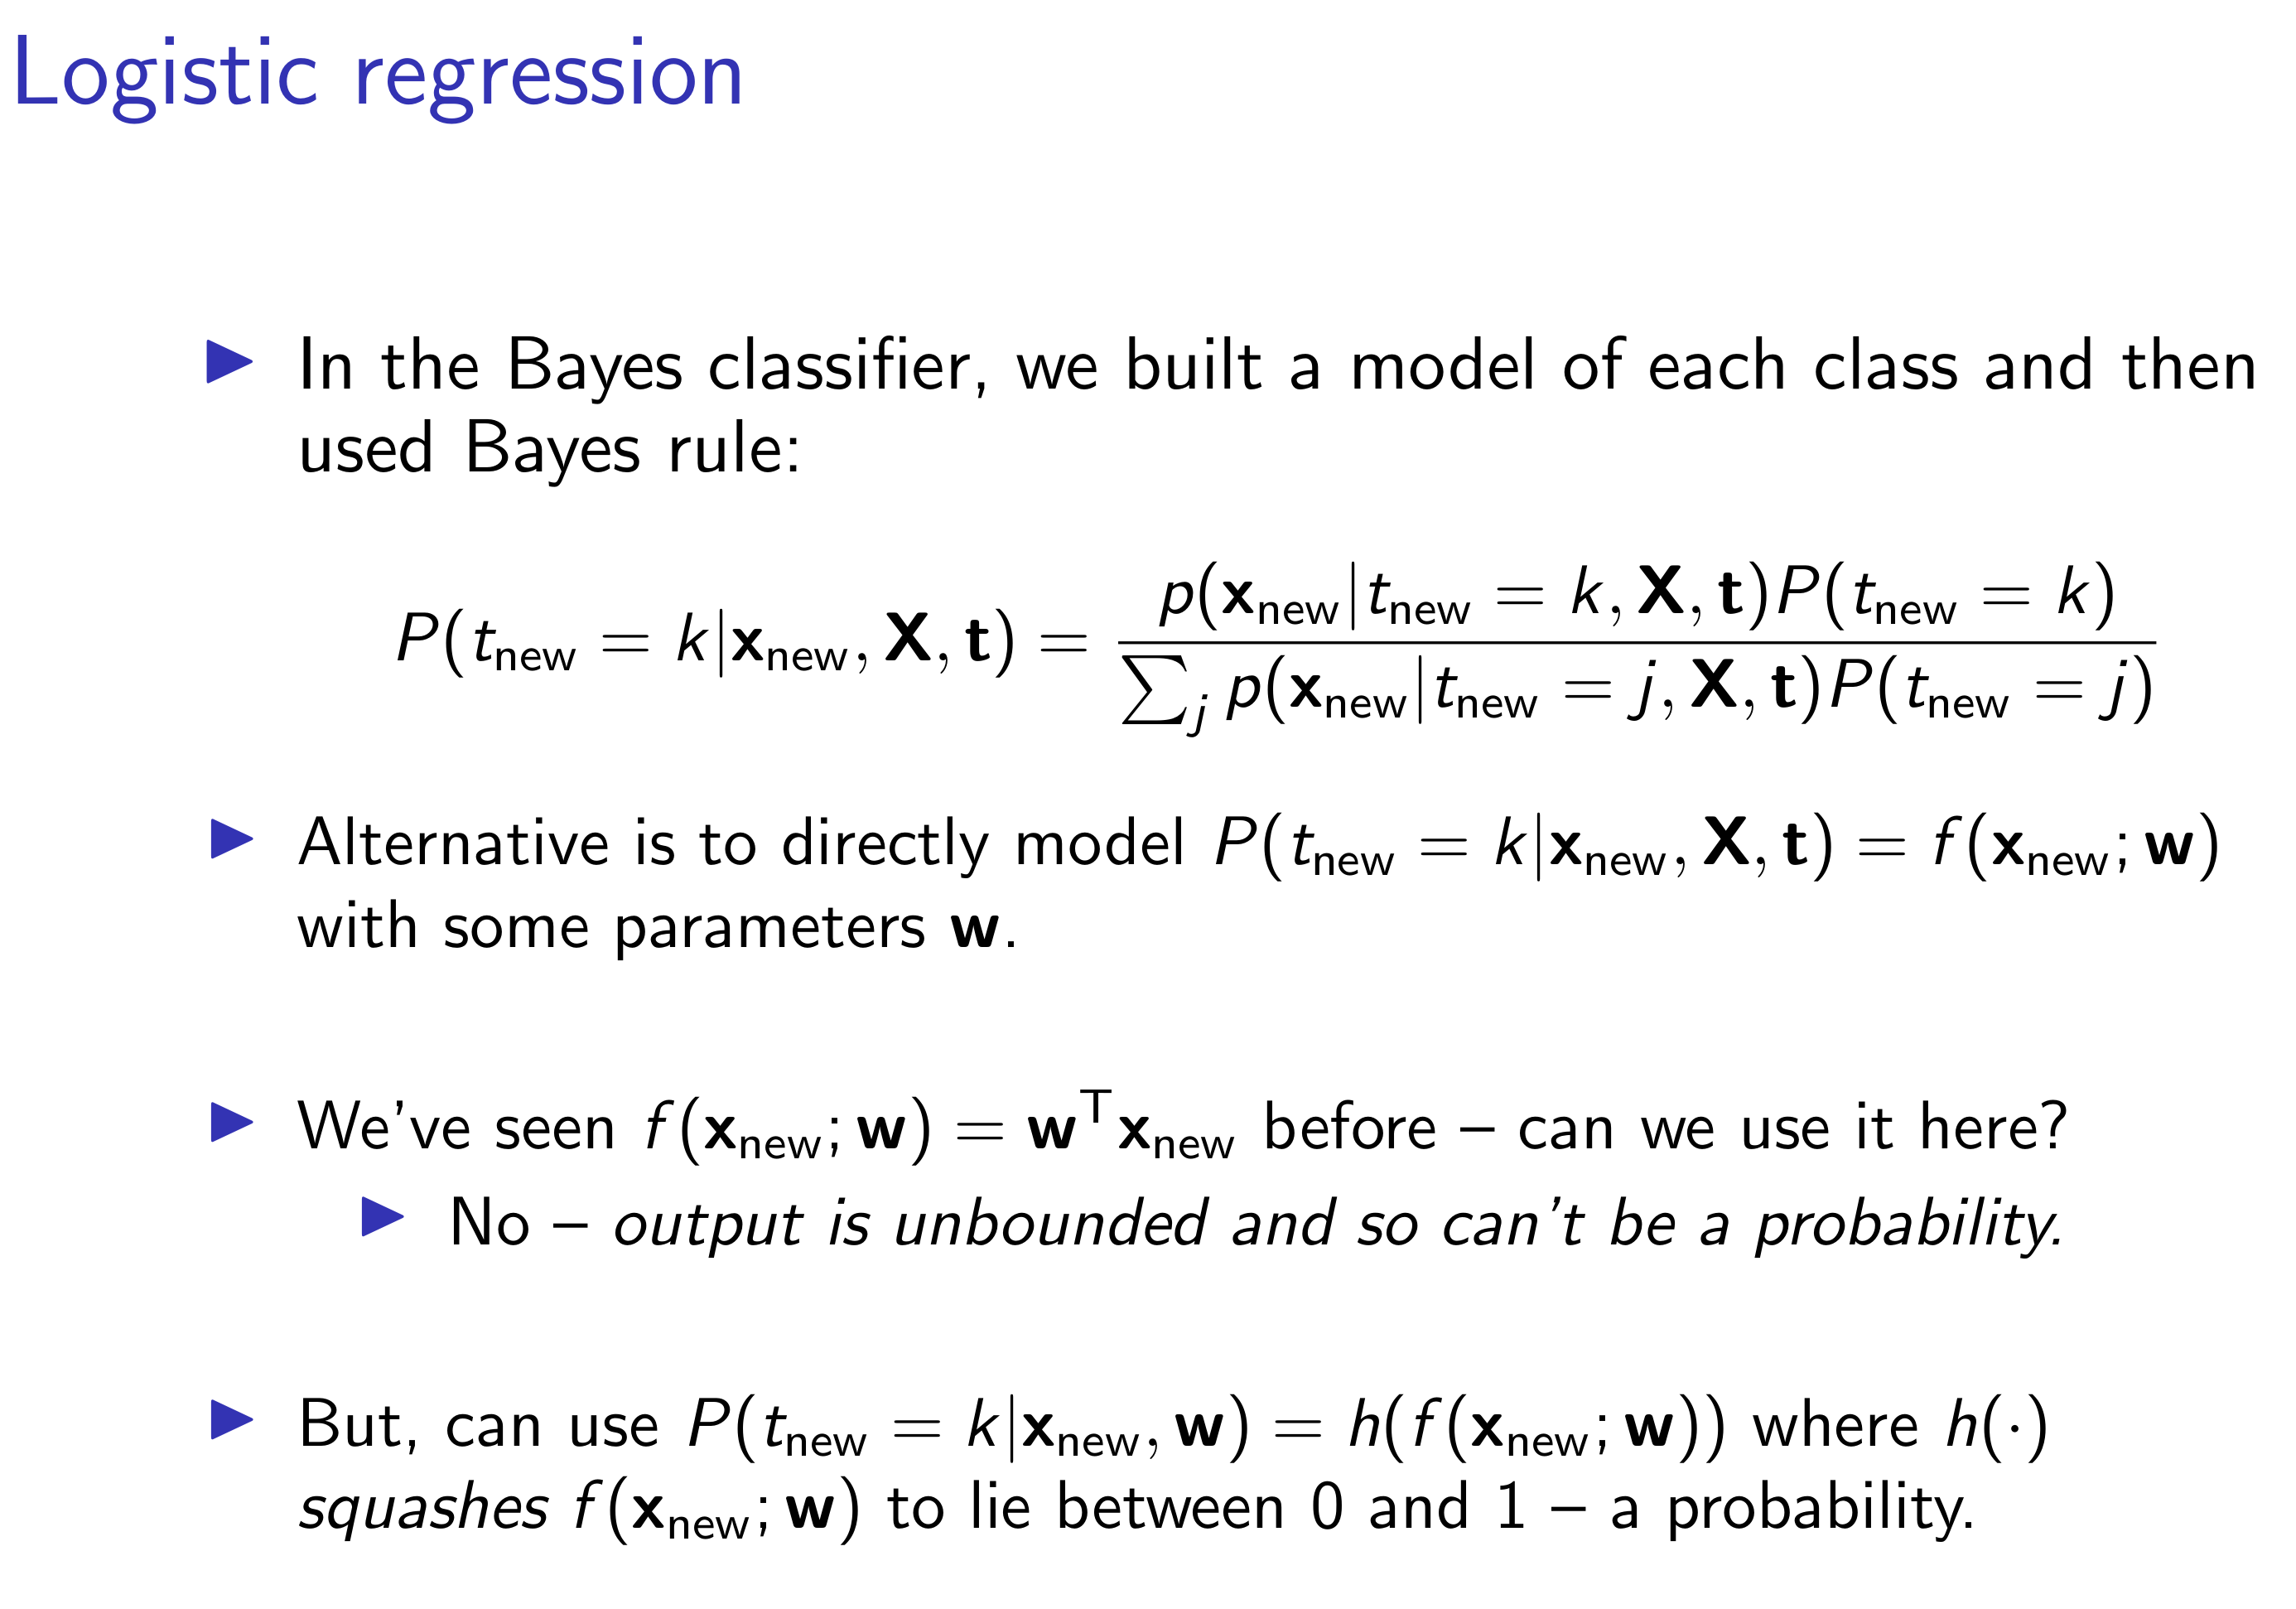 Logistic regression
▶ In the Bayes classifier, we built a model of each class and then
used Bayes rule:
P(t_new = k|𝐱_new, 𝐗, 𝐭) = p(𝐱_new|t_new = k, 𝐗, 𝐭)P(t_new = k) / ∑_j p(𝐱_new|t_new = j, 𝐗, 𝐭)P(t_new = j)
▶ Alternative is to directly model P(t_new = k|𝐱_new, 𝐗, 𝐭) = f(𝐱_new; 𝐰)
with some parameters 𝐰.
▶ We've seen f(𝐱_new; 𝐰) = 𝐰^T𝐱_new before – can we use it here?
▶ No – output is unbounded and so can't be a probability.
▶ But, can use P(t_new = k|𝐱_new, 𝐰) = h(f(𝐱_new; 𝐰)) where h(·)
squashes f(𝐱_new; 𝐰) to lie between 0 and 1 – a probability.